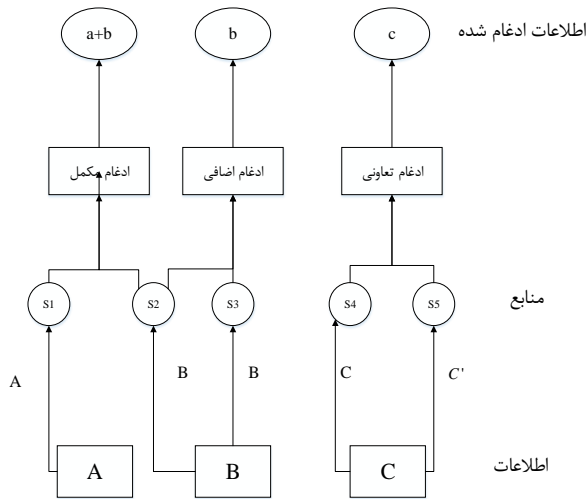 a+b
b
c
اطلاعات ادغام شده
ادغام مکمل
ادغام اضافی
ادغام تعاونی
S1
S2
S3
S4
S5
منابع
A
B
B
C
C'
A
B
C
اطلاعات